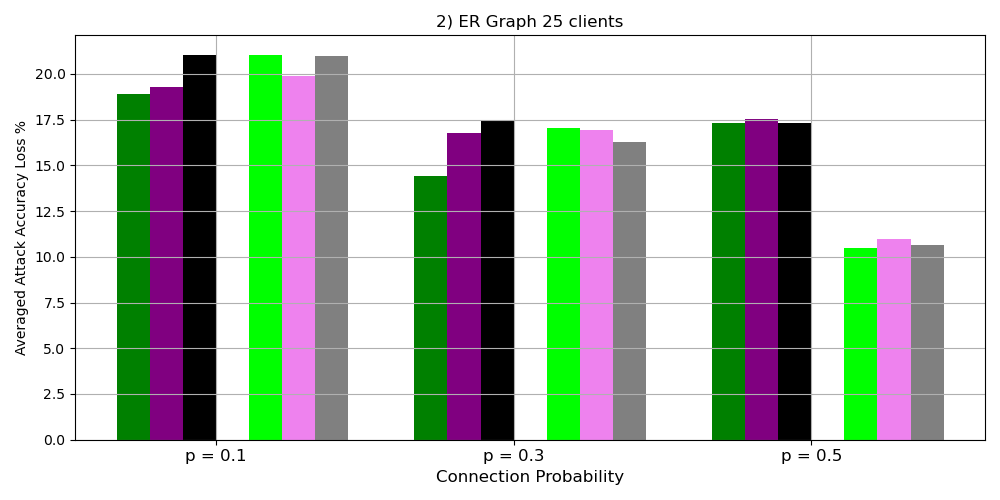 2) ER Graph 25 clients
Averaged Attack Accuracy Loss %
20.0
17.5
15.0
12.5
10.0
7.5
5.0
2.5
0.0
p = 0.1
p = 0.3
p = 0.5
Connection Probability